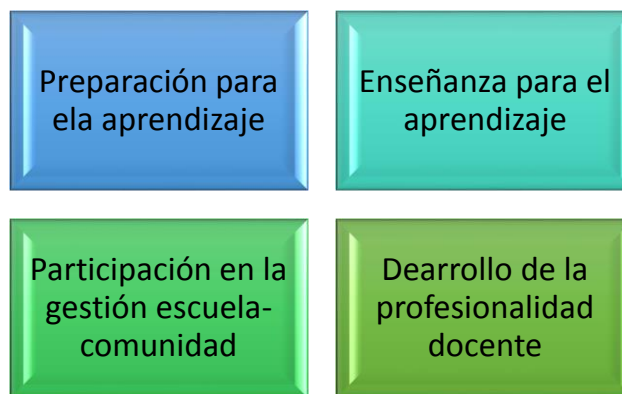 Preparación para
ela aprendizaje
Enseñanza para el
aprendizaje
Participación en la
gestión escuela-
comunidad
Dearrollo de la
profesionalidad
docente